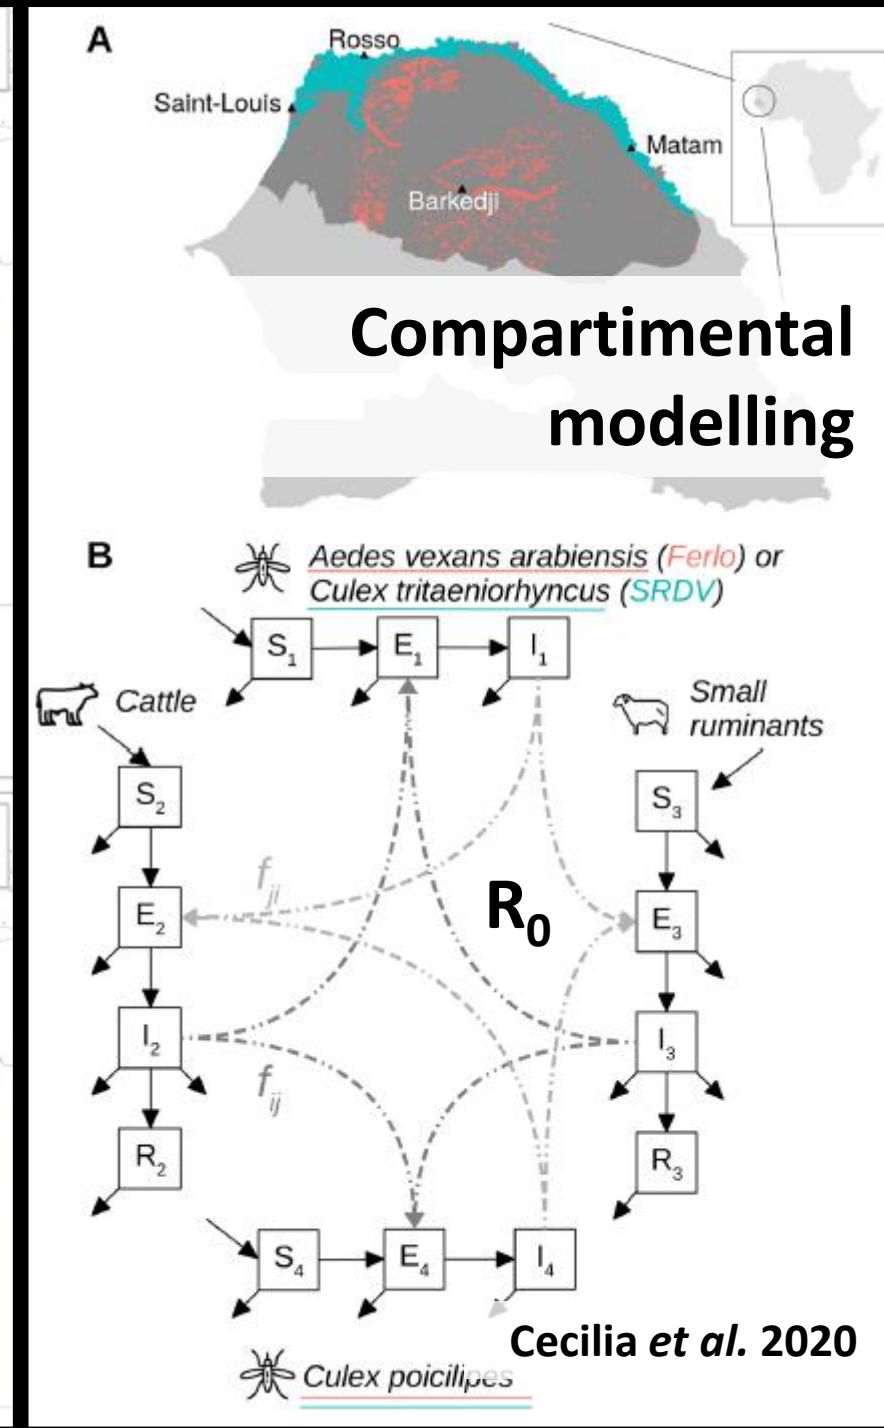 A
Rosso
Saint-Louis
Matam
Barkedji
Compartimental
modelling
B
Aedes vexans arabiensis (Ferlo) or
Culex tritaeniorhyncus (SRDV)
S1
E1
I1
Cattle
Small
ruminants
S2
S3
fji
R0
E2
E3
I2
I3
fij
R2
R3
S4
E4
I4
Cecilia et al. 2020
Culex poicilipes